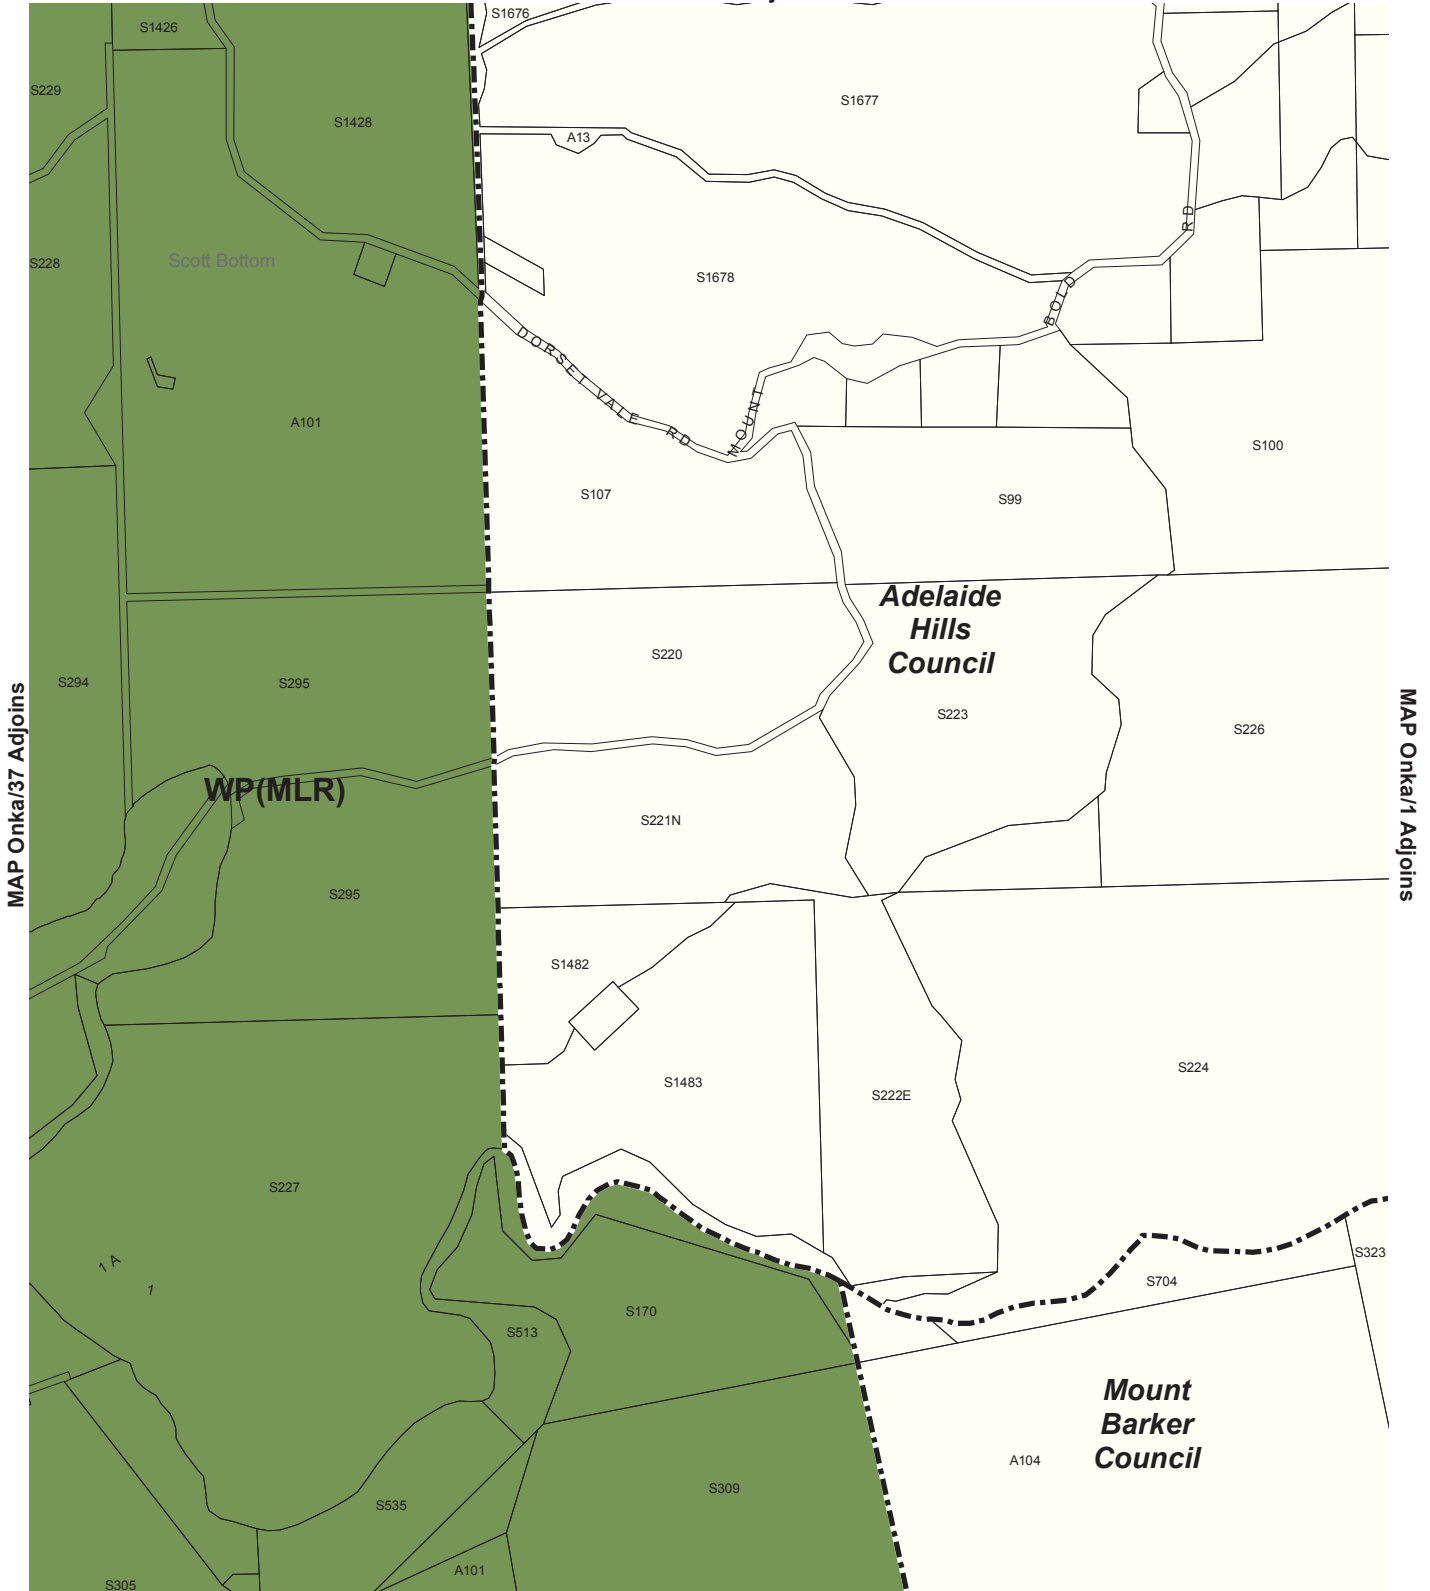 S1426
S1676
S229
S1428
S1677
A13
RD
S228
Scott Bottom
S1678
BOLD
DORSET VALE RD
MOUNT
A101
S107
S99
S100
Adelaide
Hills
Council
S220
S294
S295
S223
S226
MAP Onka/37 Adjoins
MAP Onka/1 Adjoins
WP(MLR)
S221N
S295
S1482
S1483
S222E
S224
S227
1 A
1
S323
S704
S170
S513
Mount
Barker
Council
A104
S309
S535
A101
S305